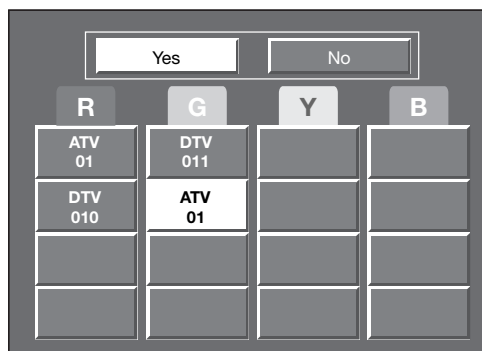 Yes No
R G Y B
ATV DTV
01 011
DTV ATV
010 01